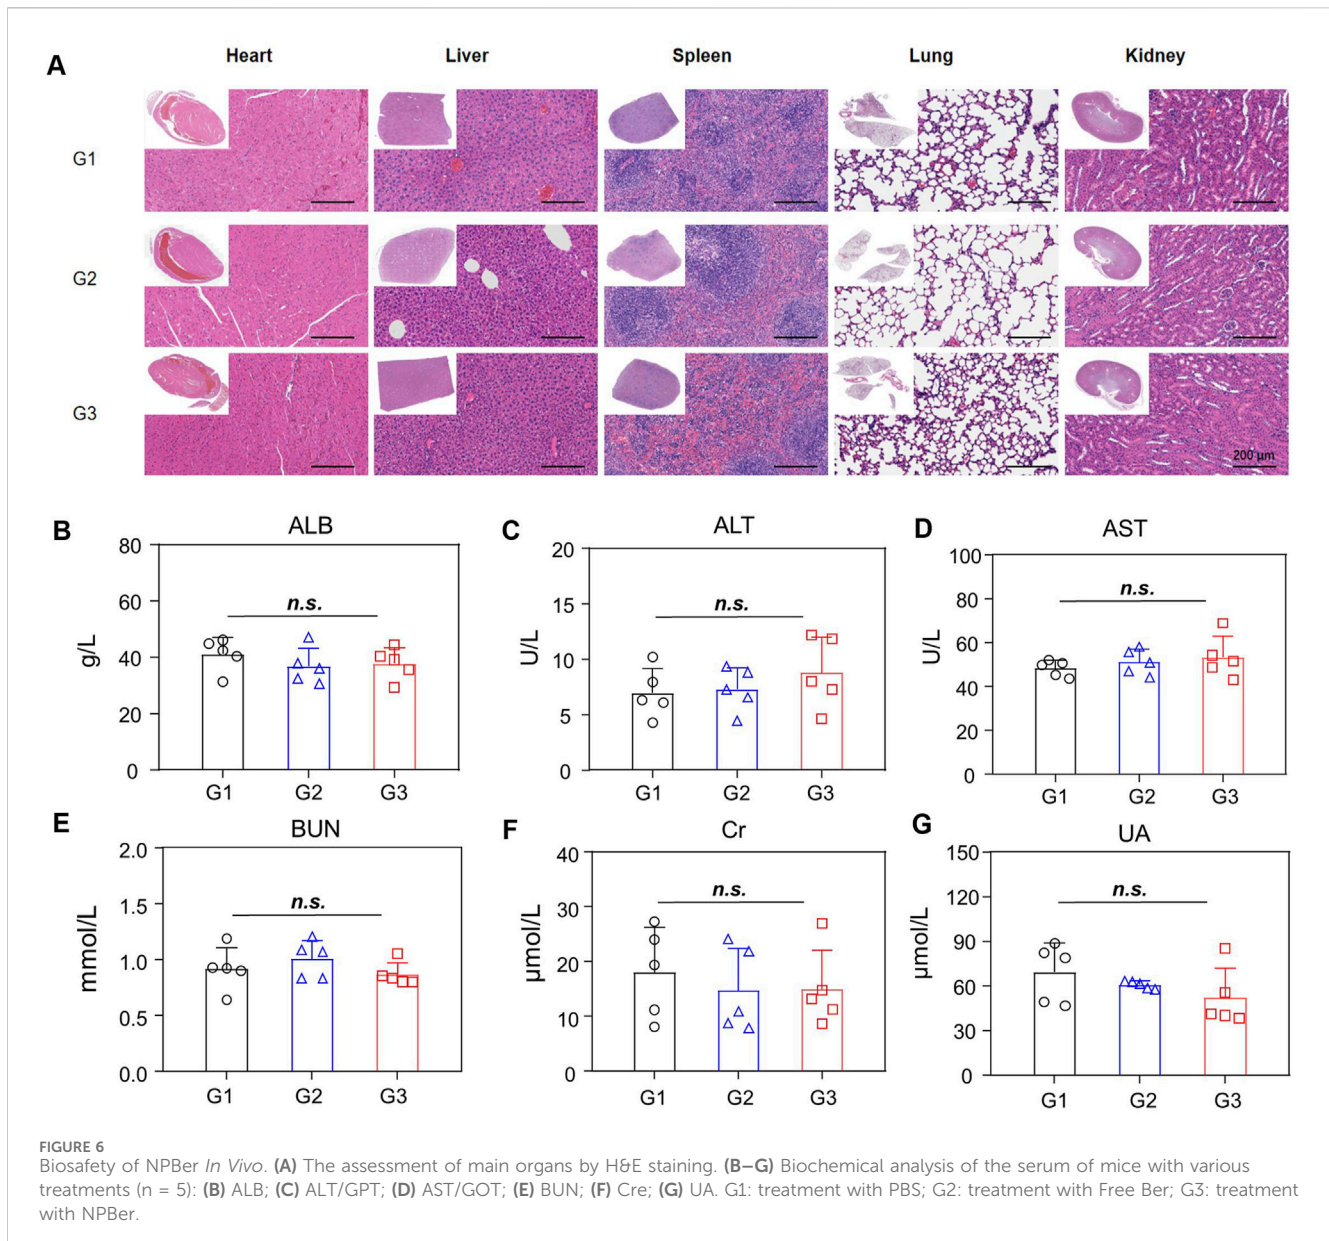 A
Heart Liver Spleen Lung Kidney
G1
G2
G3
200 µm
B ALB
g/L
80
60
40
20
0
n.s.
G1 G2 G3
C ALT
U/L
20
15
10
5
0
n.s.
G1 G2 G3
D AST
U/L
100
80
60
40
20
0
n.s.
G1 G2 G3
E BUN
mmol/L
2.0
1.5
1.0
0.5
0.0
n.s.
G1 G2 G3
F Cr
µmol/L
40
30
20
10
0
n.s.
G1 G2 G3
G UA
µmol/L
150
120
90
60
30
0
n.s.
G1 G2 G3
FIGURE 6
Biosafety of NPBer In Vivo. (A) The assessment of main organs by H&E staining. (B–G) Biochemical analysis of the serum of mice with various
treatments (n = 5): (B) ALB; (C) ALT/GPT; (D) AST/GOT; (E) BUN; (F) Cre; (G) UA. G1: treatment with PBS; G2: treatment with Free Ber; G3: treatment
with NPBer.